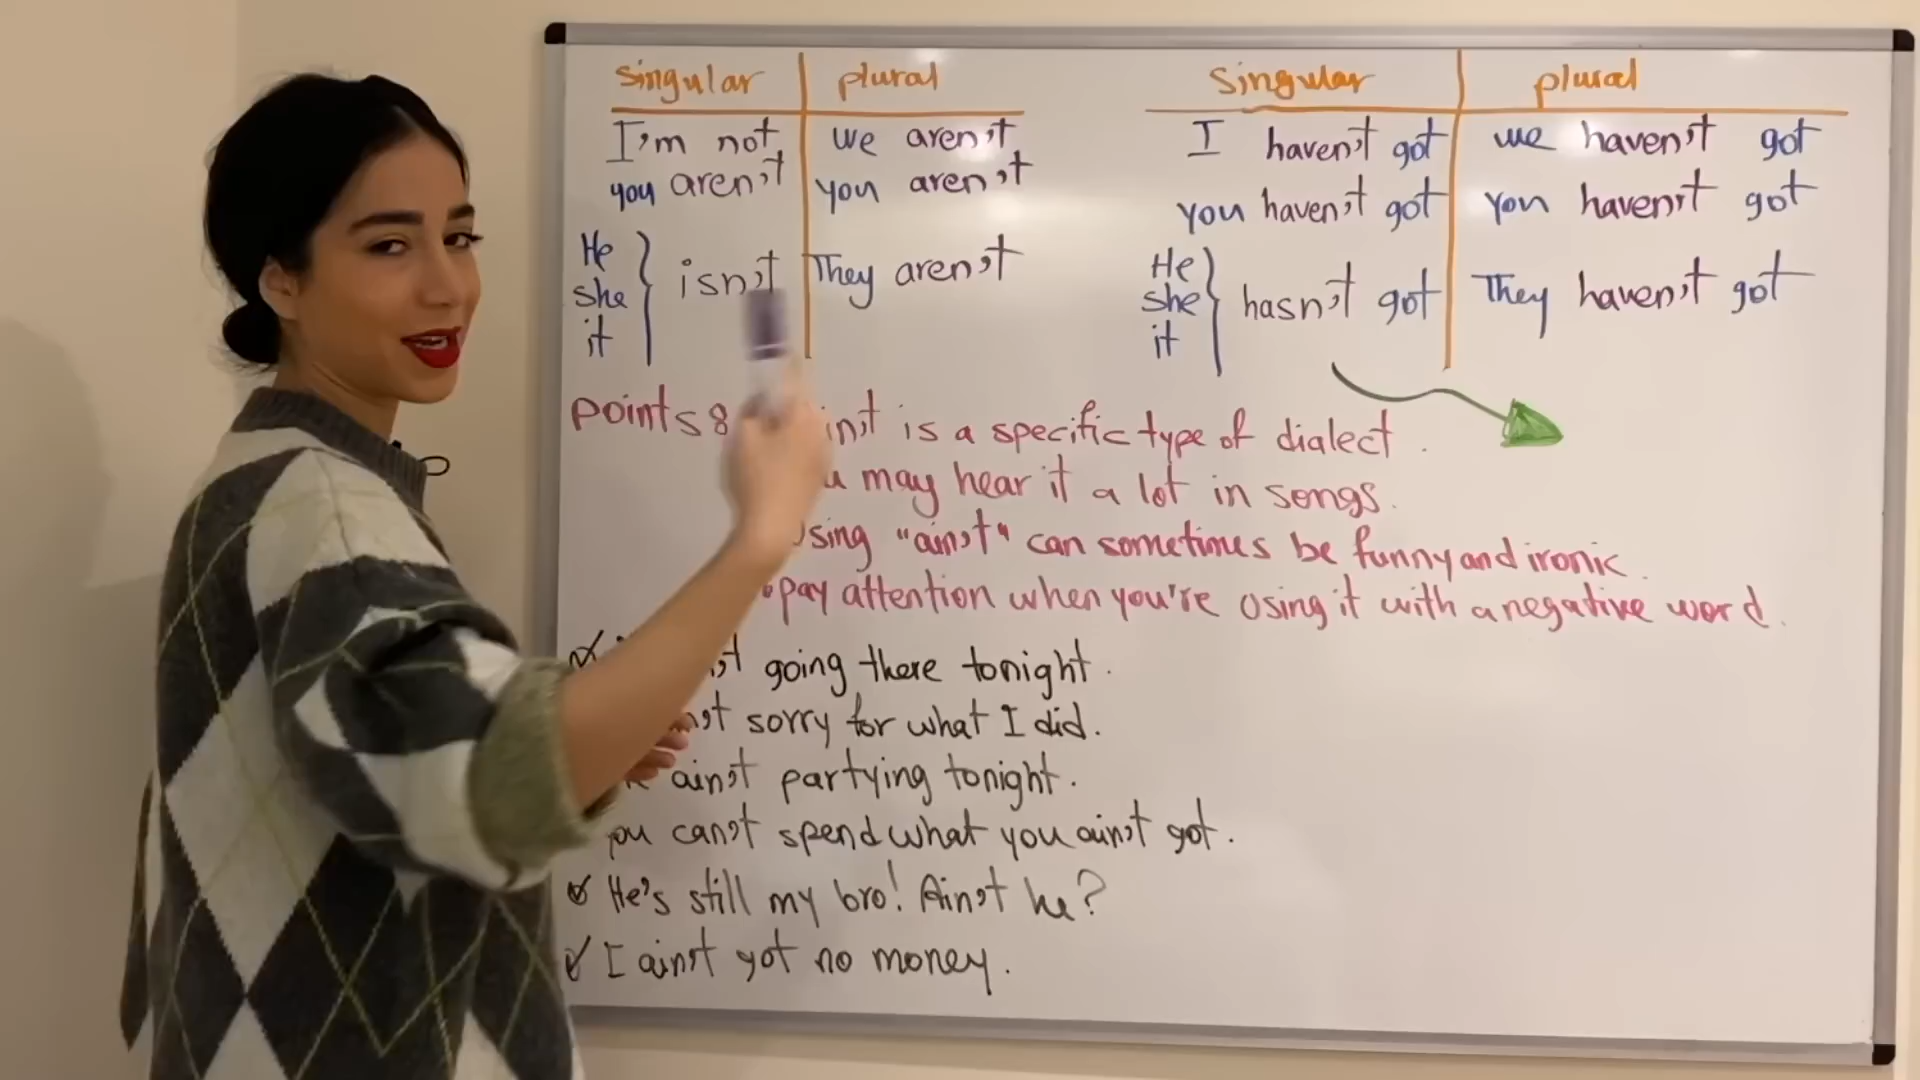 singular plural
I'm not we aren't
you aren't you aren't
He
she
it
isn't They aren't
singular plural
I haven't got we haven't got
you haven't got you haven't got
He
she
it
hasn't got They haven't got
points 8 is a specific type of dialect.
may hear it a lot in songs.
"ain't" can sometimes be funny and ironic.
pay attention when you're using it with a negative word.
going there tonight.
sorry for what I did.
ain't partying tonight.
can't spend what you ain't got.
He's still my bro! Ain't he?
I ain't got no money.